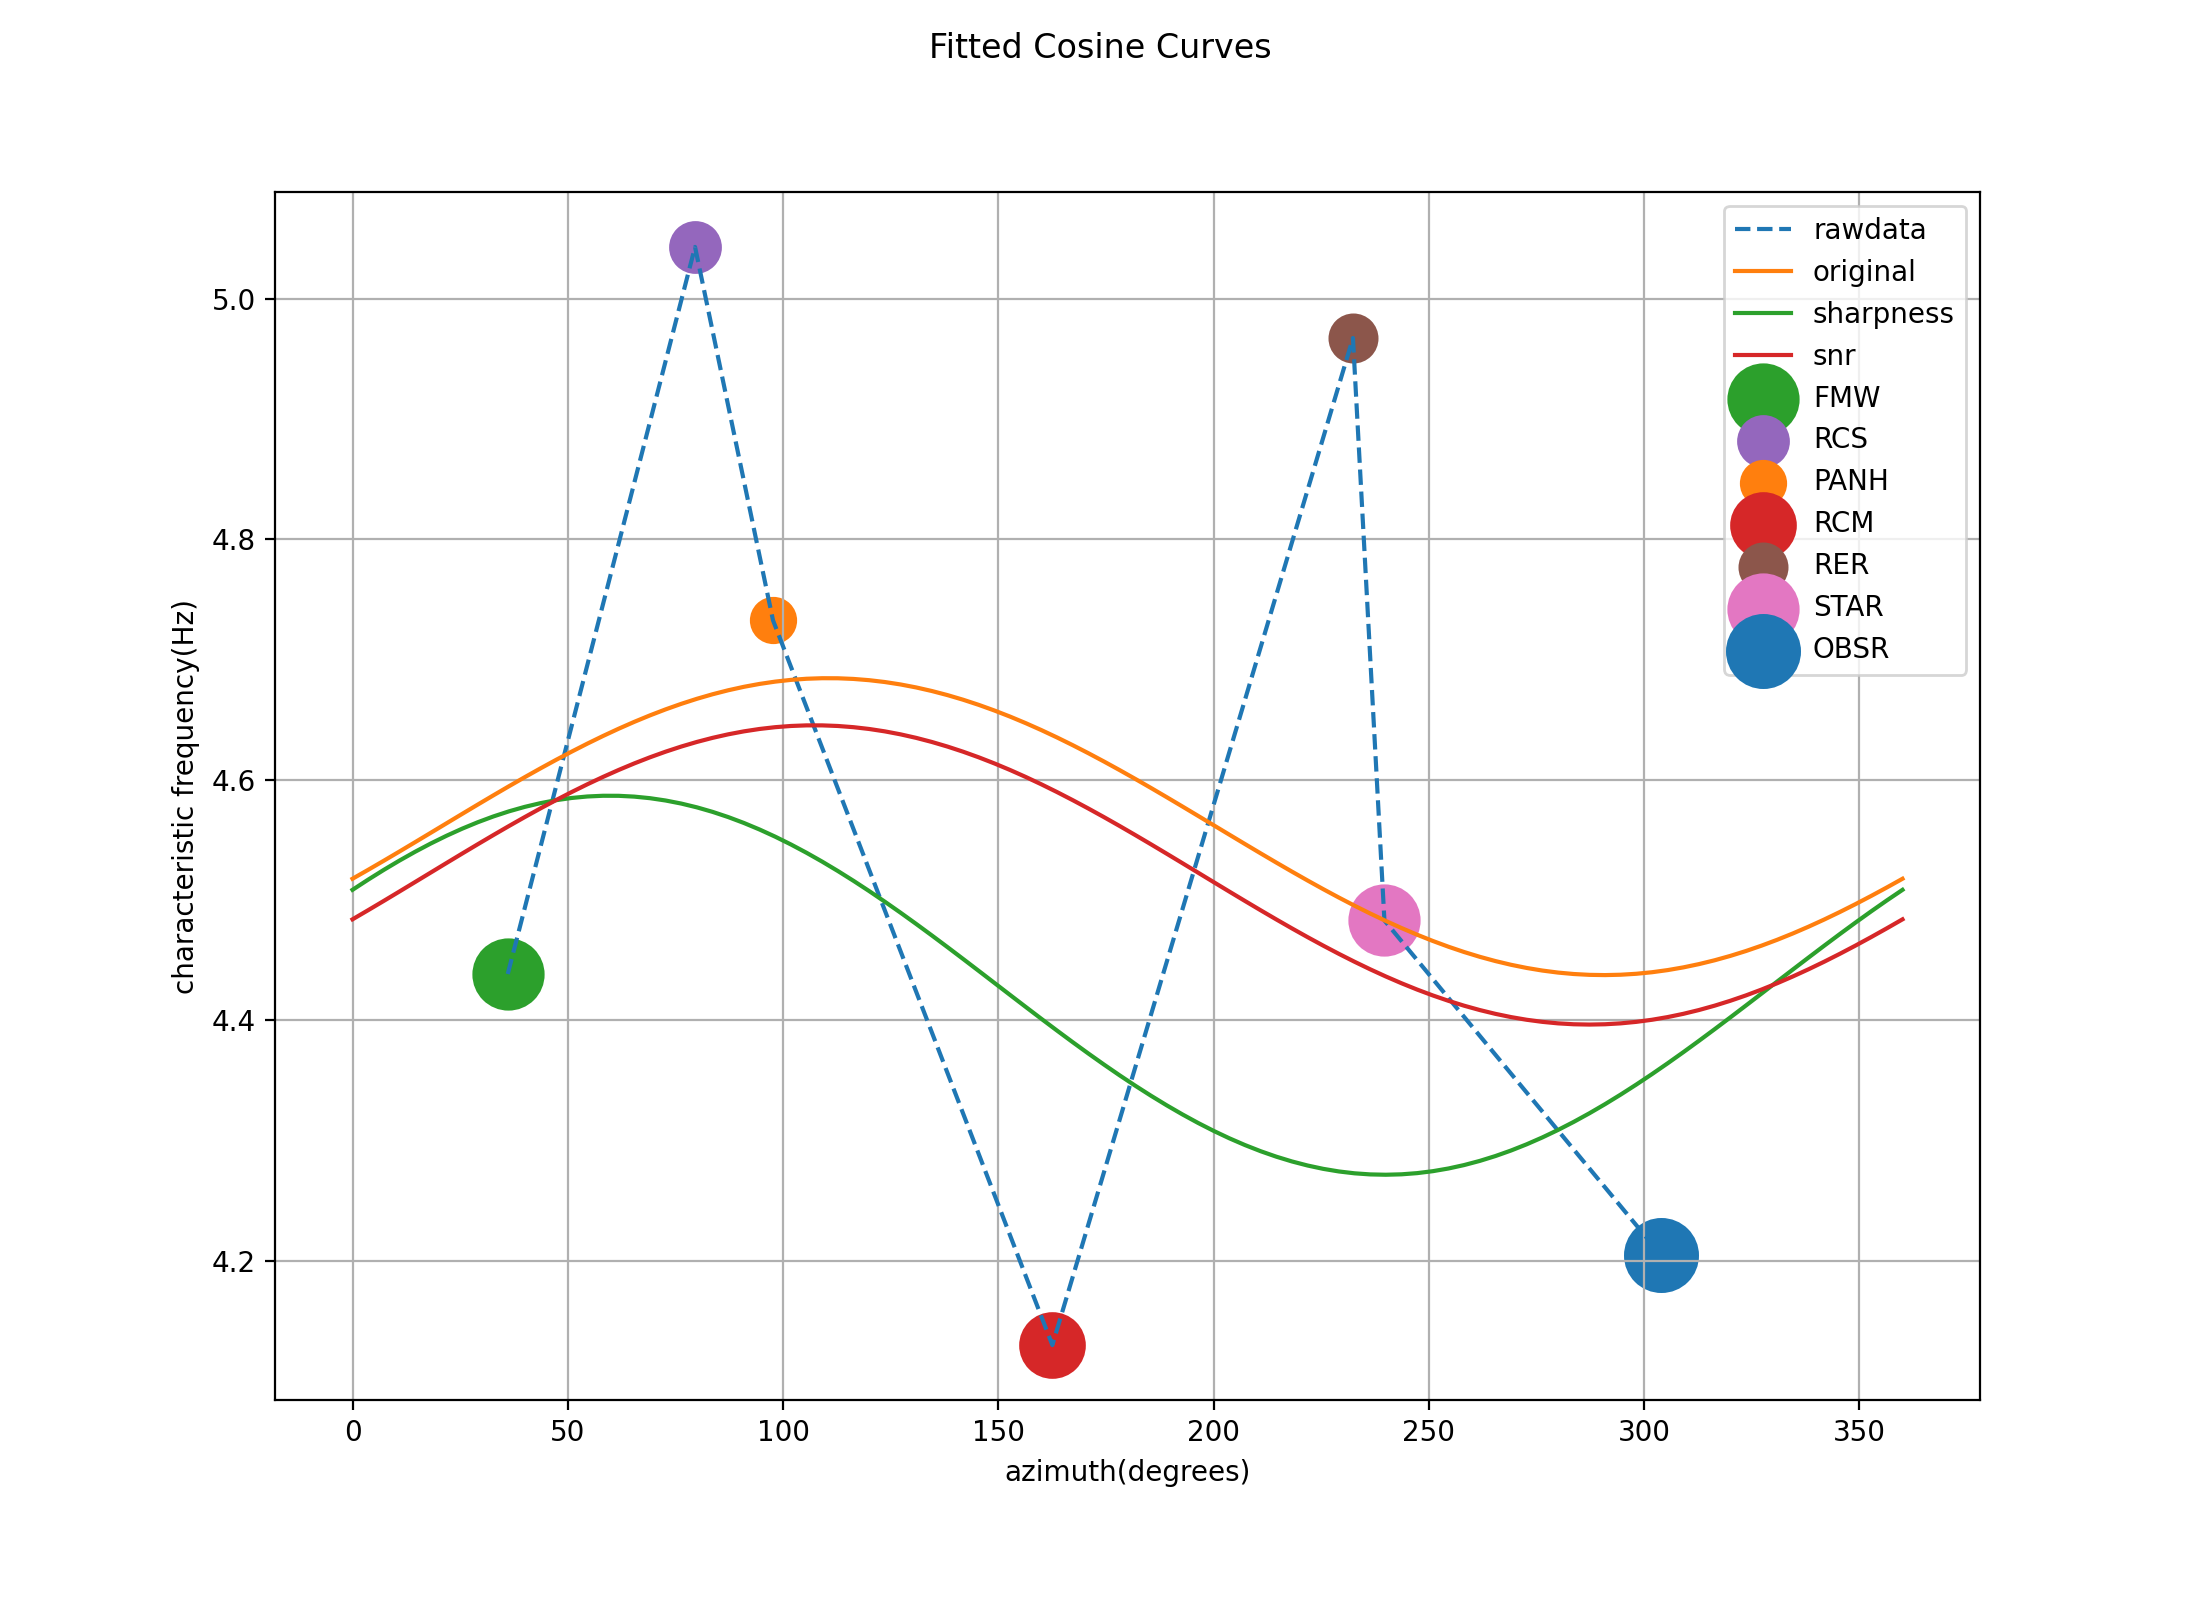 Fitted Cosine Curves
characteristic frequency(Hz)
5.0
4.8
4.6
4.4
4.2
rawdata
original
sharpness
snr
FMW
RCS
PANH
RCM
RER
STAR
OBSR
0 50 100 150 200 250 300 350
azimuth(degrees)